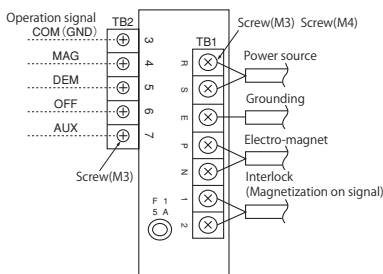 Operation signal
COM (GND)
MAG
DEM
OFF
AUX
TB2
3
4
5
6
7
Screw(M3)
F 1
5 A
TB1
R
S
E
P
N
1
2
Screw(M3) Screw(M4)
Power source
Grounding
Electro-magnet
Interlock
(Magnetization on signal)